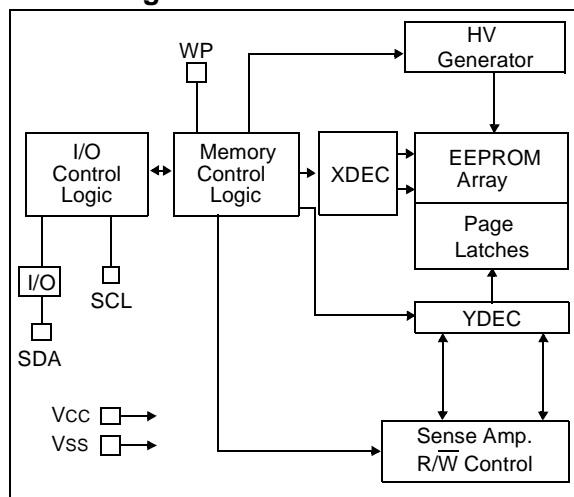 WP
HV
Generator
I/O
Control
Logic
Memory
Control
Logic
XDEC
EEPROM
Array
Page
Latches
I/O
SCL
SDA
YDEC
VCC
VSS
Sense Amp.
R/W̅ Control